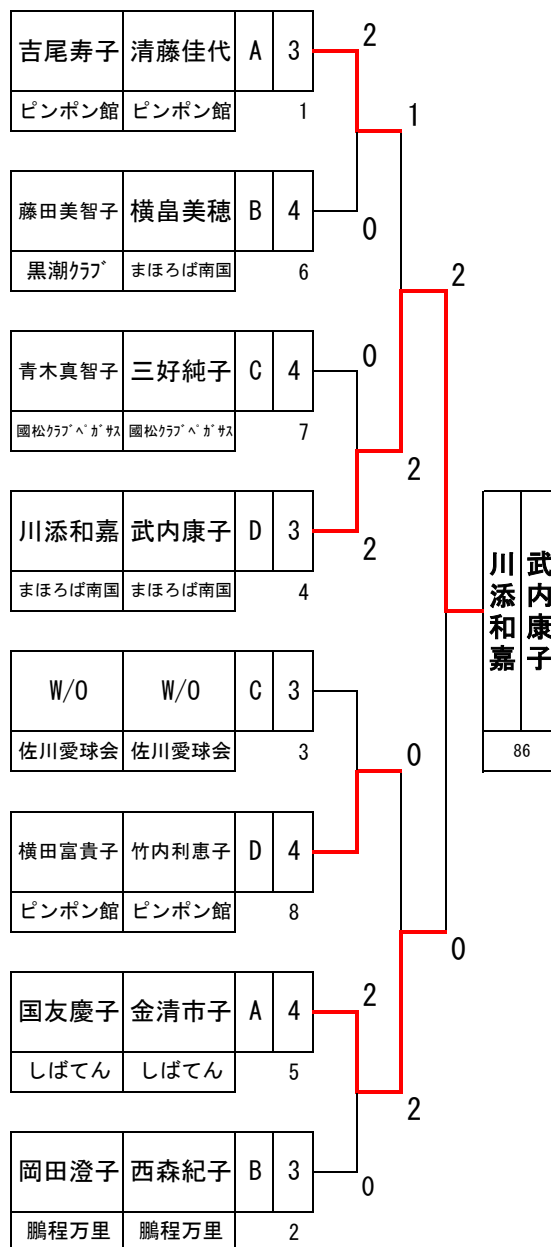 吉尾寿子 清藤佳代 A 3 2
ピンポン館 ピンポン館 1
1
藤田美智子 横畠美穂 B 4 0
黒潮ｸﾗﾌﾞ まほろば南国 6
2
青木真智子 三好純子 C 4 0
國松ｸﾗﾌﾞﾍﾟｶﾞｻｽ 國松ｸﾗﾌﾞﾍﾟｶﾞｻｽ 7
2
川添和嘉 武内康子 D 3 2
まほろば南国 まほろば南国 4
川添和嘉 武内康子
86
W/O W/O C 3
佐川愛球会 佐川愛球会 3
0
横田富貴子 竹内利恵子 D 4
ピンポン館 ピンポン館 8
0
国友慶子 金清市子 A 4 2
しばてん しばてん 5
2
岡田澄子 西森紀子 B 3 0
鵬程万里 鵬程万里 2